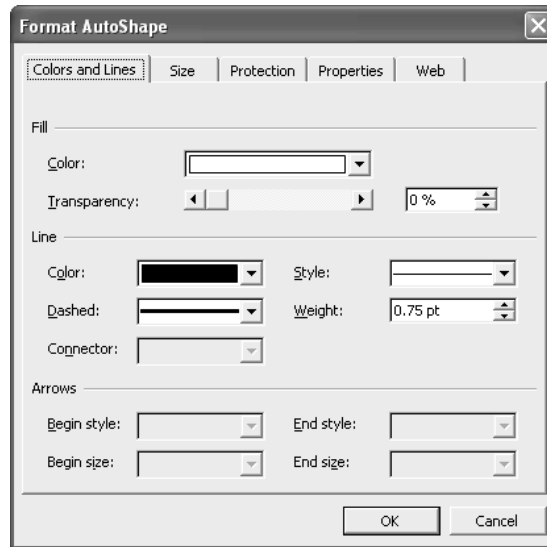 Format AutoShape
Colors and Lines Size Protection Properties Web
Fill
Color:
Transparency: 0 %
Line
Color: Style:
Dashed: Weight: 0.75 pt
Connector:
Arrows
Begin style: End style:
Begin size: End size:
OK Cancel